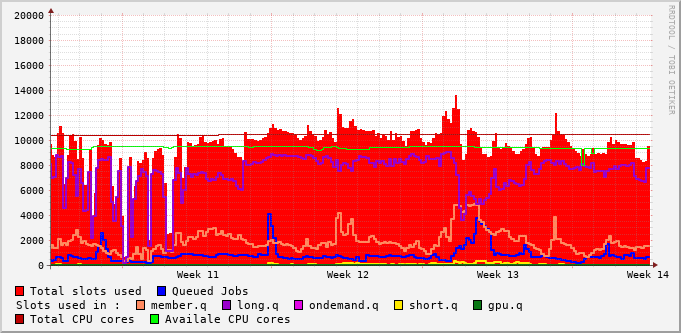 20000
18000
16000
14000
12000
10000
8000
6000
4000
2000
0
Week 11 Week 12 Week 13 Week 14
Total slots used Queued Jobs
Slots used in : member.q long.q ondemand.q short.q gpu.q
Total CPU cores Availale CPU cores
RRDTOOL / TOBI OETIKER